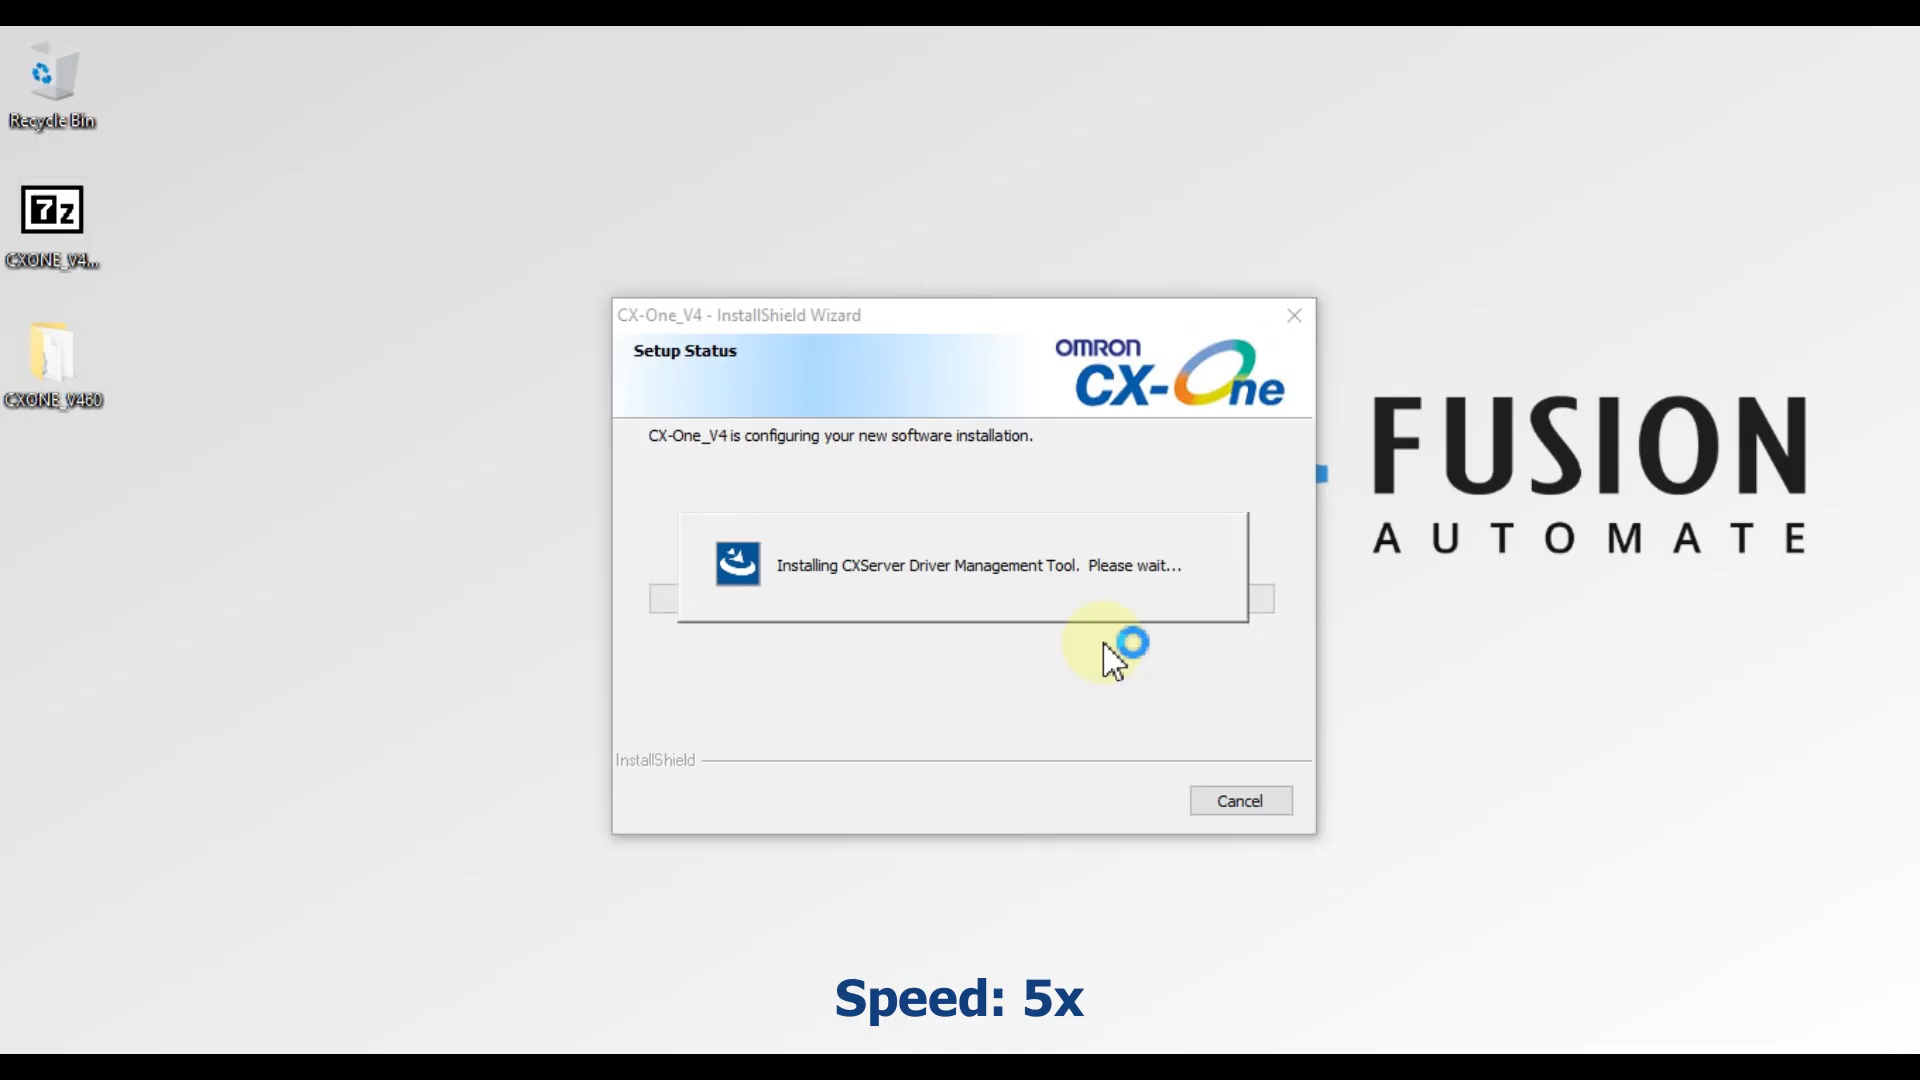 Recycle Bin
7z
CXONE_V4...
CXONE_V460
CX-One_V4 - InstallShield Wizard
Setup Status
OMRON
CX-One
CX-One_V4 is configuring your new software installation.
Installing CXServer Driver Management Tool. Please wait...
InstallShield
Cancel
FUSION
AUTOMATE
Speed: 5x